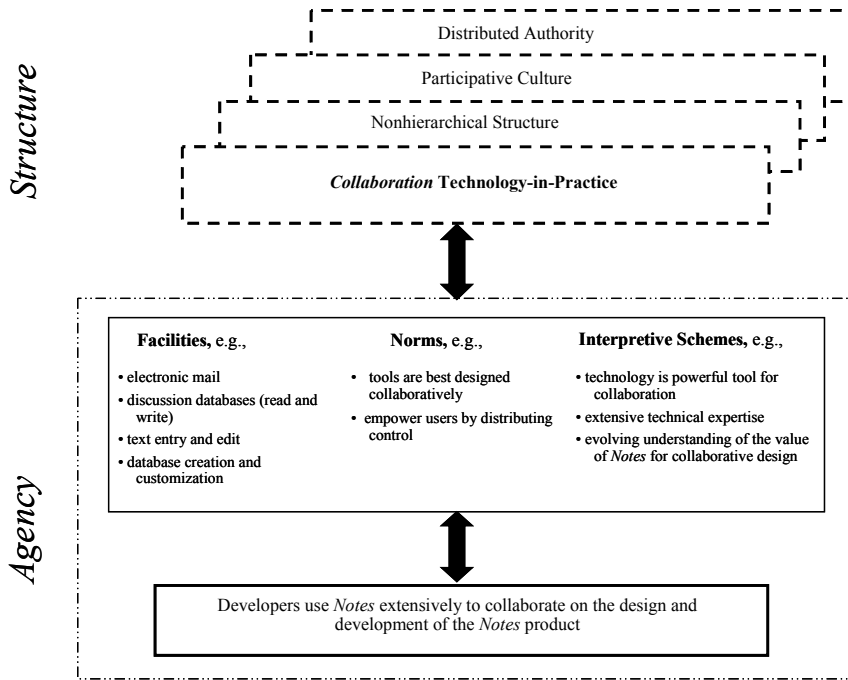 Structure
Distributed Authority
Participative Culture
Nonhierarchical Structure
Collaboration Technology-in-Practice
Agency
Facilities, e.g.,
• electronic mail
• discussion databases (read and
write)
• text entry and edit
• database creation and
customization
Norms, e.g.,
• tools are best designed
collaboratively
• empower users by distributing
control
Interpretive Schemes, e.g.,
• technology is powerful tool for
collaboration
• extensive technical expertise
• evolving understanding of the value
of Notes for collaborative design
Developers use Notes extensively to collaborate on the design and
development of the Notes product